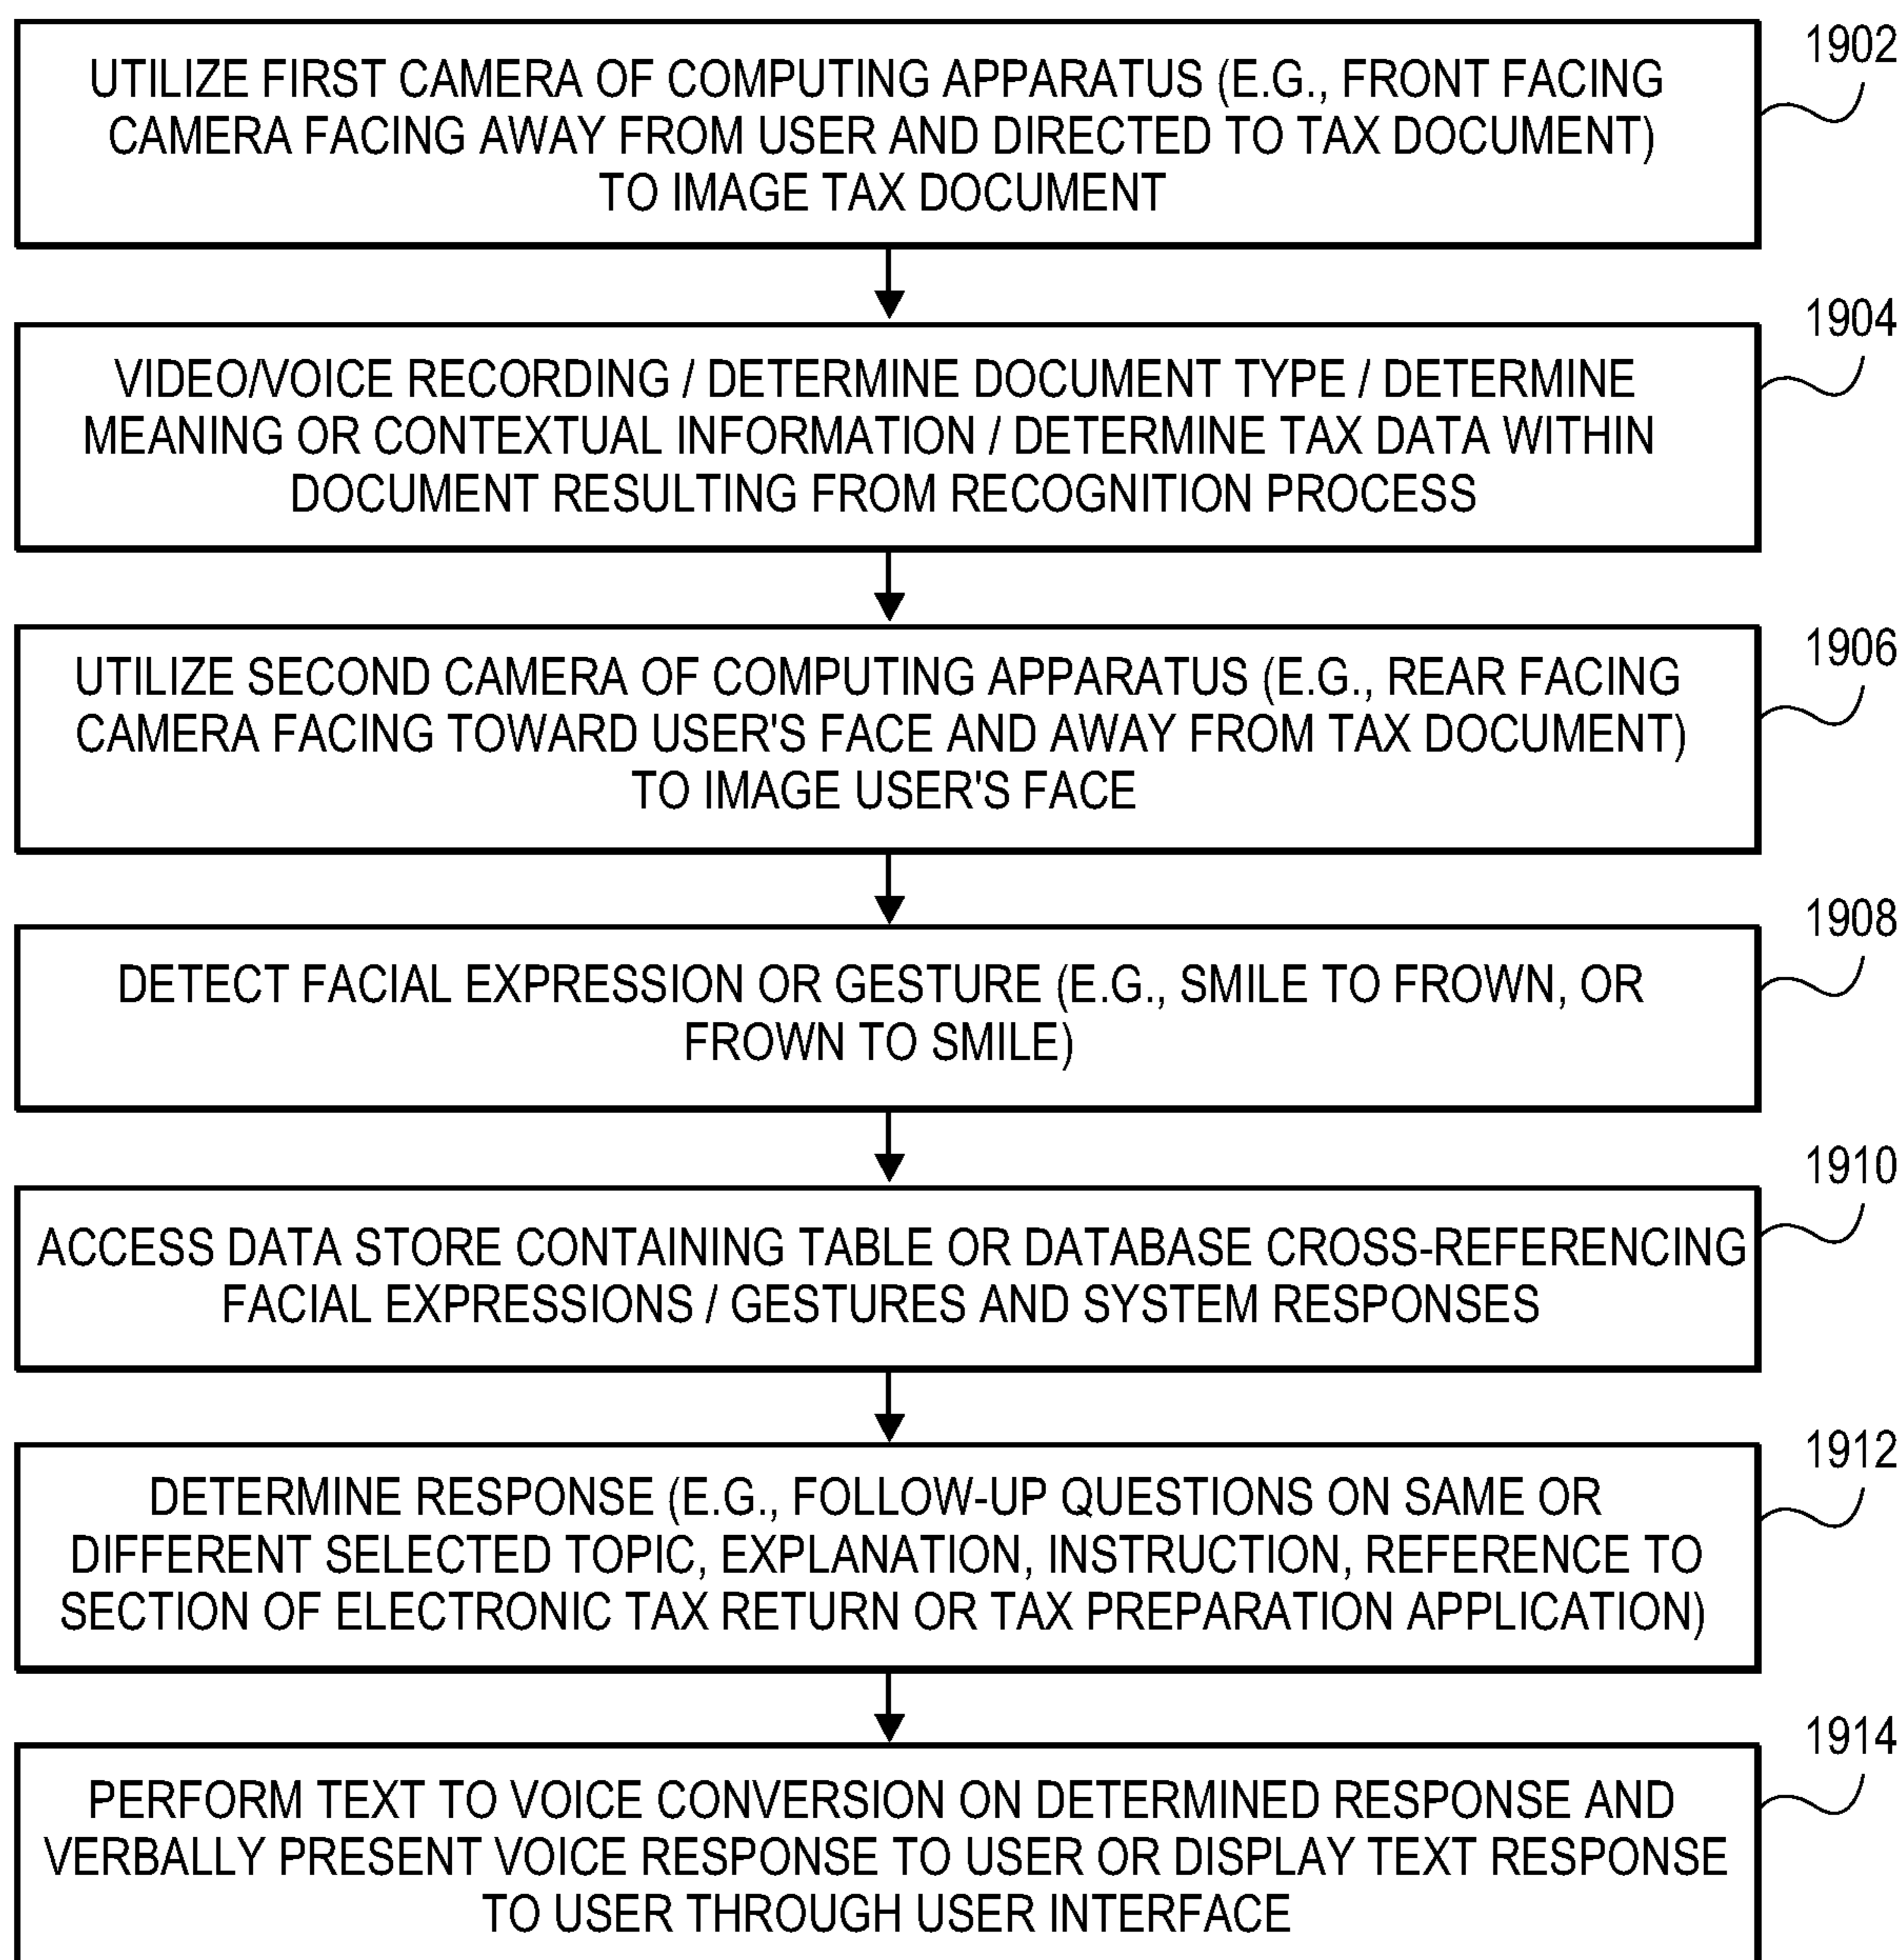 1902
UTILIZE FIRST CAMERA OF COMPUTING APPARATUS (E.G., FRONT FACING
CAMERA FACING AWAY FROM USER AND DIRECTED TO TAX DOCUMENT)
TO IMAGE TAX DOCUMENT
1904
VIDEO/VOICE RECORDING / DETERMINE DOCUMENT TYPE / DETERMINE
MEANING OR CONTEXTUAL INFORMATION / DETERMINE TAX DATA WITHIN
DOCUMENT RESULTING FROM RECOGNITION PROCESS
1906
UTILIZE SECOND CAMERA OF COMPUTING APPARATUS (E.G., REAR FACING
CAMERA FACING TOWARD USER'S FACE AND AWAY FROM TAX DOCUMENT)
TO IMAGE USER'S FACE
1908
DETECT FACIAL EXPRESSION OR GESTURE (E.G., SMILE TO FROWN, OR
FROWN TO SMILE)
1910
ACCESS DATA STORE CONTAINING TABLE OR DATABASE CROSS-REFERENCING
FACIAL EXPRESSIONS / GESTURES AND SYSTEM RESPONSES
1912
DETERMINE RESPONSE (E.G., FOLLOW-UP QUESTIONS ON SAME OR
DIFFERENT SELECTED TOPIC, EXPLANATION, INSTRUCTION, REFERENCE TO
SECTION OF ELECTRONIC TAX RETURN OR TAX PREPARATION APPLICATION)
1914
PERFORM TEXT TO VOICE CONVERSION ON DETERMINED RESPONSE AND
VERBALLY PRESENT VOICE RESPONSE TO USER OR DISPLAY TEXT RESPONSE
TO USER THROUGH USER INTERFACE